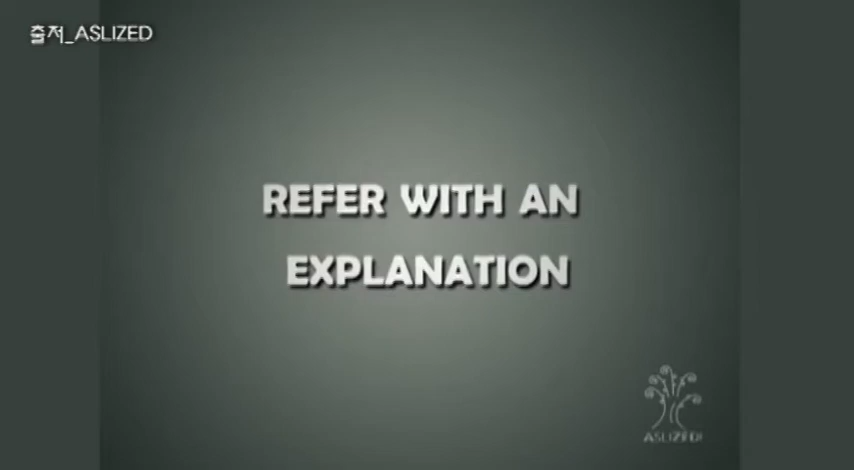 출처_ASLIZED
REFER WITH AN
EXPLANATION
ASLIZED!